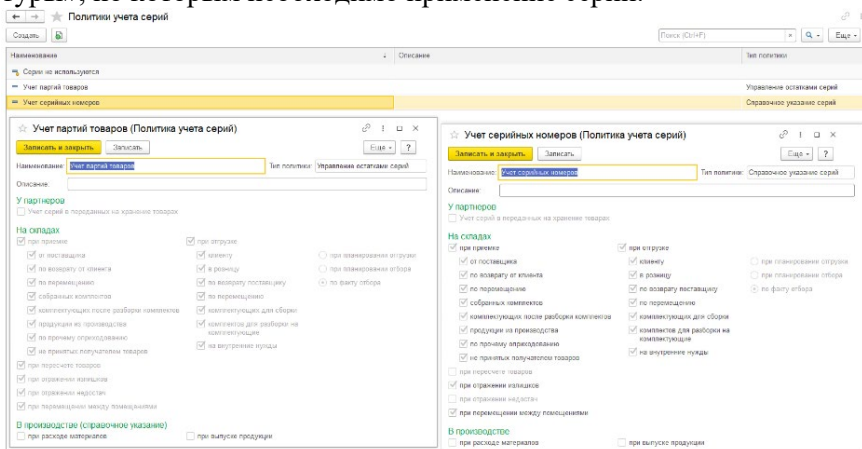 туры», по которым необходимо применение серий.
Политики учета серий
Создать
Поиск (Ctrl+F)
×
Еще
Наименование Описание Тип политики
Серии не используются
Учет партий товаров Управление остатками серий
Учет серийных номеров Справочное указание серий
Учет партий товаров (Политика учета серий)
Записать и закрыть Записать Еще ?
Наименование: Учет партий товаров Тип политики: Управление остатками серий
Описание:
У партнеров
Учет серий в переданных на хранение товарах
На складах
при приемке при отгрузке
от поставщика клиенту при планировании отгрузки
по возврату от клиента в розницу при планировании отбора
по перемещению по возврату поставщику по факту отбора
собранных комплектов по перемещению
комплектующих после разборки комплектов комплектующих для сборки
продукции из производства комплектов для разборки на
комплектующие
по прочему оприходованию на внутренние нужды
не принятых получателем товаров
при пересчете товаров
при отражении излишков
при отражении недостач
при перемещении между помещениями
В производстве (справочное указание)
при расходе материалов при выпуске продукции
Учет серийных номеров (Политика учета серий)
Записать и закрыть Записать Еще ?
Наименование: Учет серийных номеров Тип политики: Справочное указание серий
Описание:
У партнеров
Учет серий в переданных на хранение товарах
На складах
при приемке при отгрузке
от поставщика клиенту при планировании отгрузки
по возврату от клиента в розницу при планировании отбора
по перемещению по возврату поставщику по факту отбора
собранных комплектов по перемещению
комплектующих после разборки комплектов комплектующих для сборки
продукции из производства комплектов для разборки на
комплектующие
по прочему оприходованию
не принятых получателем товаров на внутренние нужды
при пересчете товаров
при отражении излишков
при отражении недостач
при перемещении между помещениями
В производстве
при расходе материалов при выпуске продукции